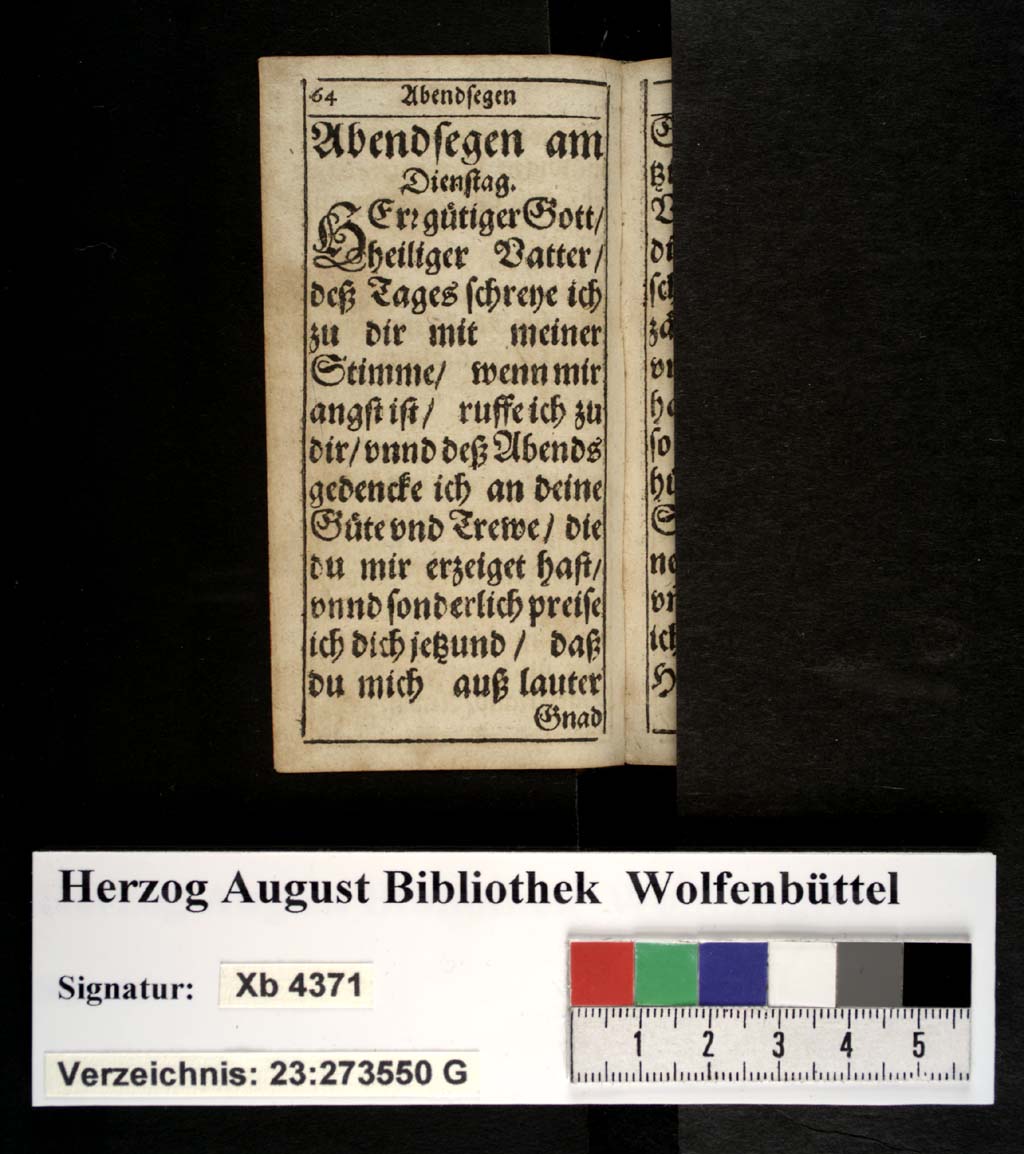 64 Abendsegen
Abendsegen am
Dienstag.
HErꝛ gütiger Gott/
heiliger Vatter/
deß Tages schreye ich
zu dir mit meiner
Stimme/ wenn mir
angst ist/ ruffe ich zu
dir/ vnnd deß Abends
gedencke ich an deine
Güte vnd Trewe/ die
du mir erzeiget hast/
vnnd sonderlich preise
ich dich jetzund/ daß
du mich auß lauter
Gnad
Herzog August Bibliothek Wolfenbüttel
Signatur: Xb 4371
Verzeichnis: 23:273550 G
1 2 3 4 5